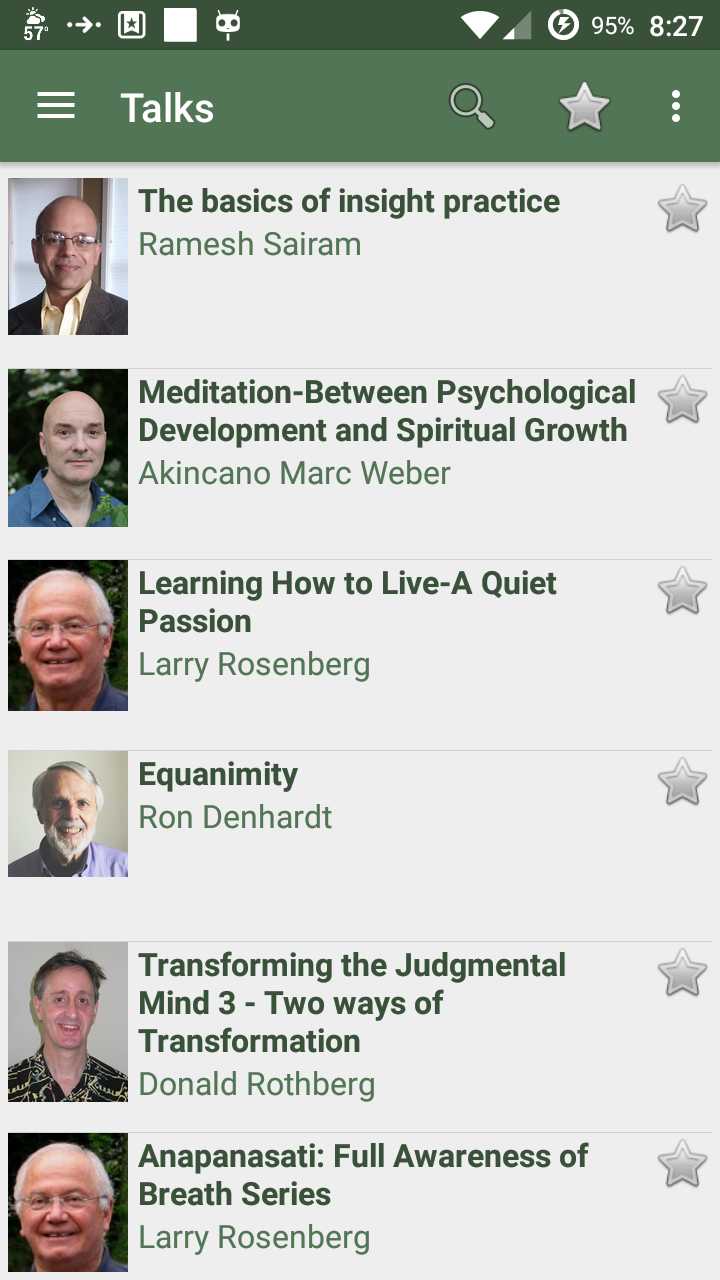 57°
95%
8:27
Talks
The basics of insight practice
Ramesh Sairam
Meditation-Between Psychological
Development and Spiritual Growth
Akincano Marc Weber
Learning How to Live-A Quiet
Passion
Larry Rosenberg
Equanimity
Ron Denhardt
Transforming the Judgmental
Mind 3 - Two ways of
Transformation
Donald Rothberg
Anapanasati: Full Awareness of
Breath Series
Larry Rosenberg